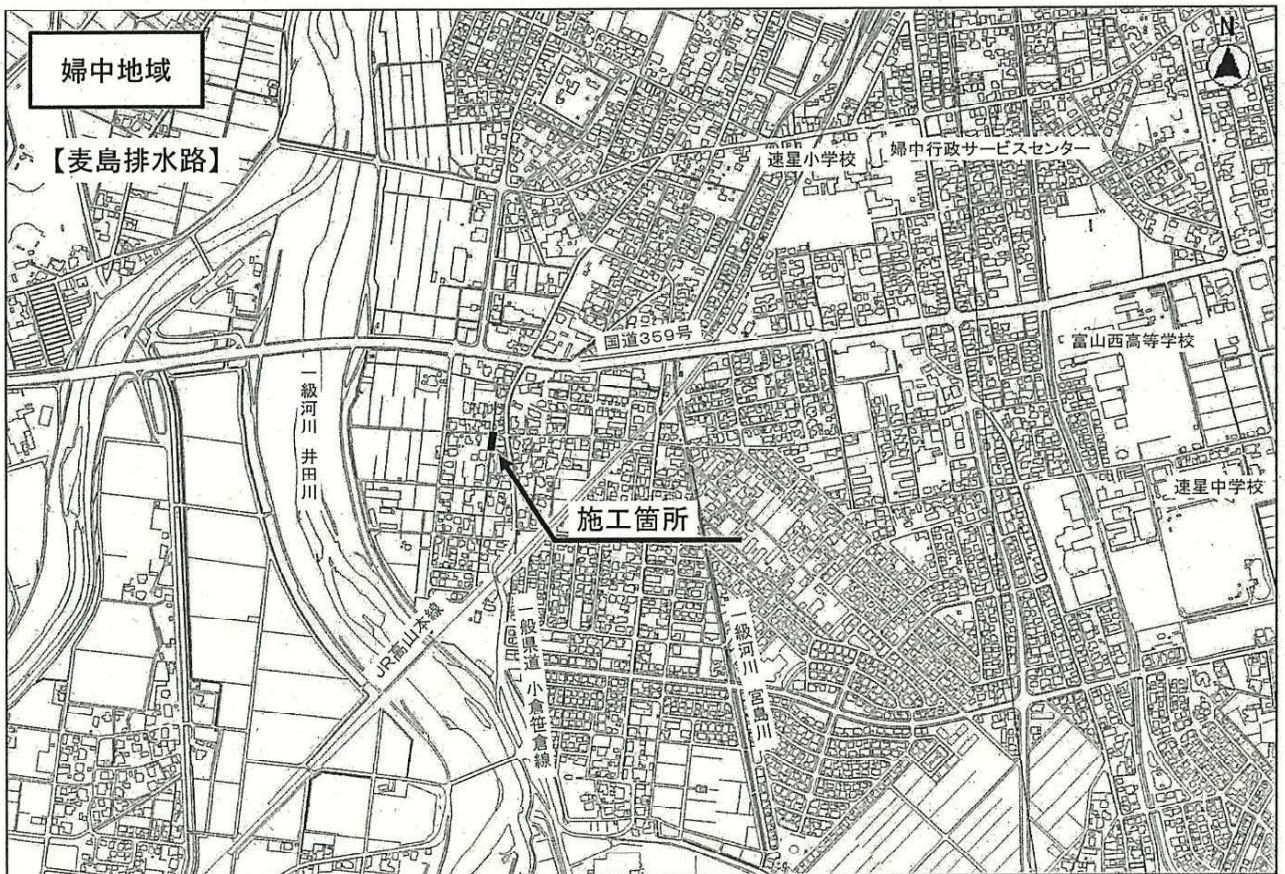 婦中地域
N
【麦島排水路】
速星小学校
婦中行政サービスセンター
国道359号
富山西高等学校
一級河川 井田川
速星中学校
施工箇所
JR高山本線
一般県道 小倉笹倉線
一級河川 宮島川